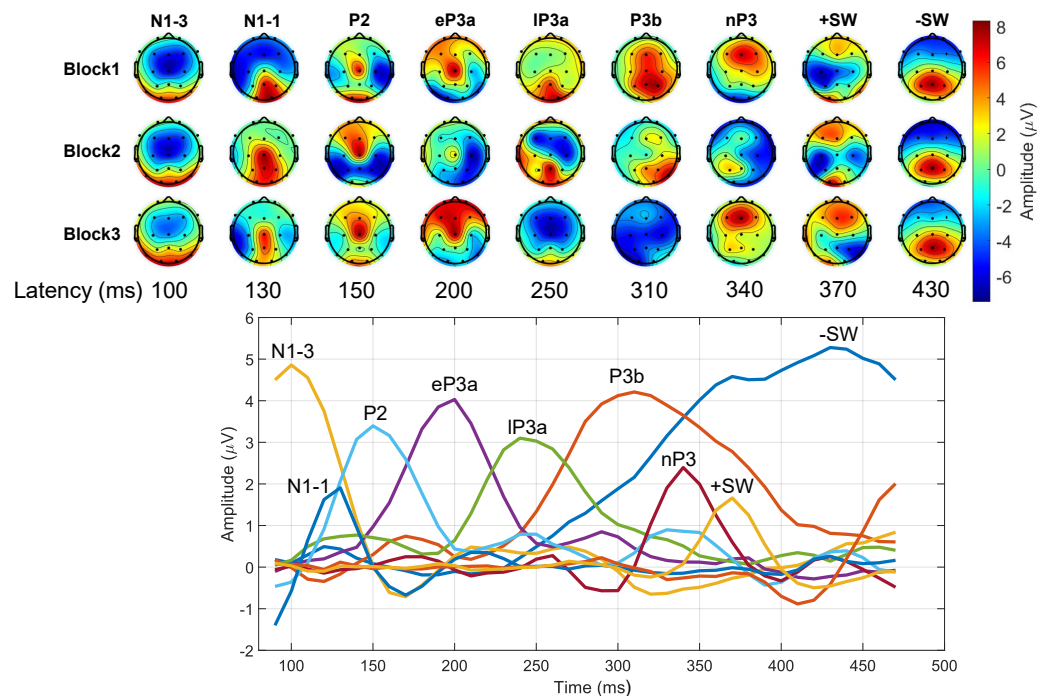 N1-3 N1-1 P2 eP3a lP3a P3b nP3 +SW -SW
Block1
Block2
Block3
8
6
4
2
0
-2
-4
-6
Amplitude (μV)
Latency (ms) 100 130 150 200 250 310 340 370 430
6
5
4
3
2
1
0
-1
-2
Amplitude (μV)
N1-3
N1-1
P2
eP3a
lP3a
P3b
nP3
+SW
-SW
100 150 200 250 300 350 400 450 500
Time (ms)